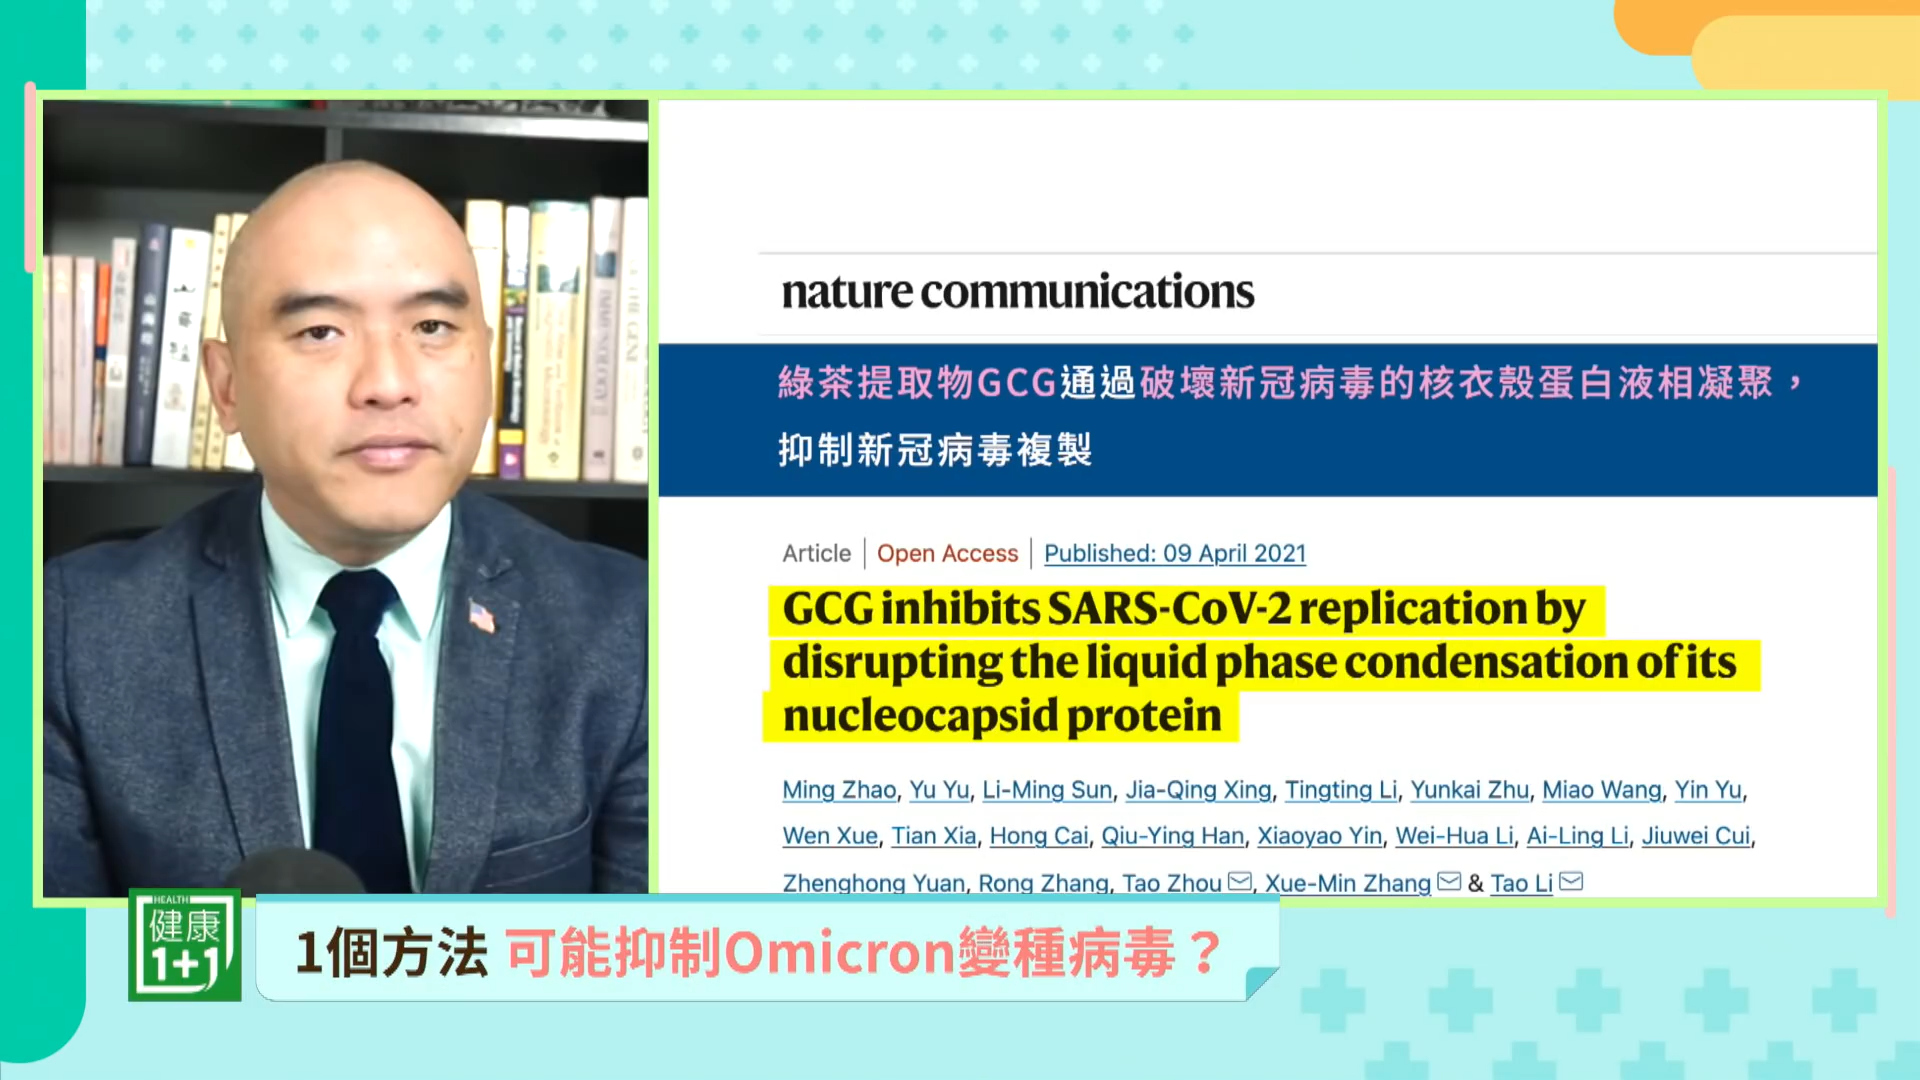 nature communications
綠茶提取物GCG通過破壞新冠病毒的核衣殼蛋白液相凝聚，
抑制新冠病毒複製
Article | Open Access | Published: 09 April 2021
GCG inhibits SARS-CoV-2 replication by
disrupting the liquid phase condensation of its
nucleocapsid protein
Ming Zhao, Yu Yu, Li-Ming Sun, Jia-Qing Xing, Tingting Li, Yunkai Zhu, Miao Wang, Yin Yu,
Wen Xue, Tian Xia, Hong Cai, Qiu-Ying Han, Xiaoyao Yin, Wei-Hua Li, Ai-Ling Li, Jiuwei Cui,
Zhenghong Yuan, Rong Zhang, Tao Zhou, Xue-Min Zhang & Tao Li
HEALTH
健康
1+1
1個方法 可能抑制Omicron變種病毒？